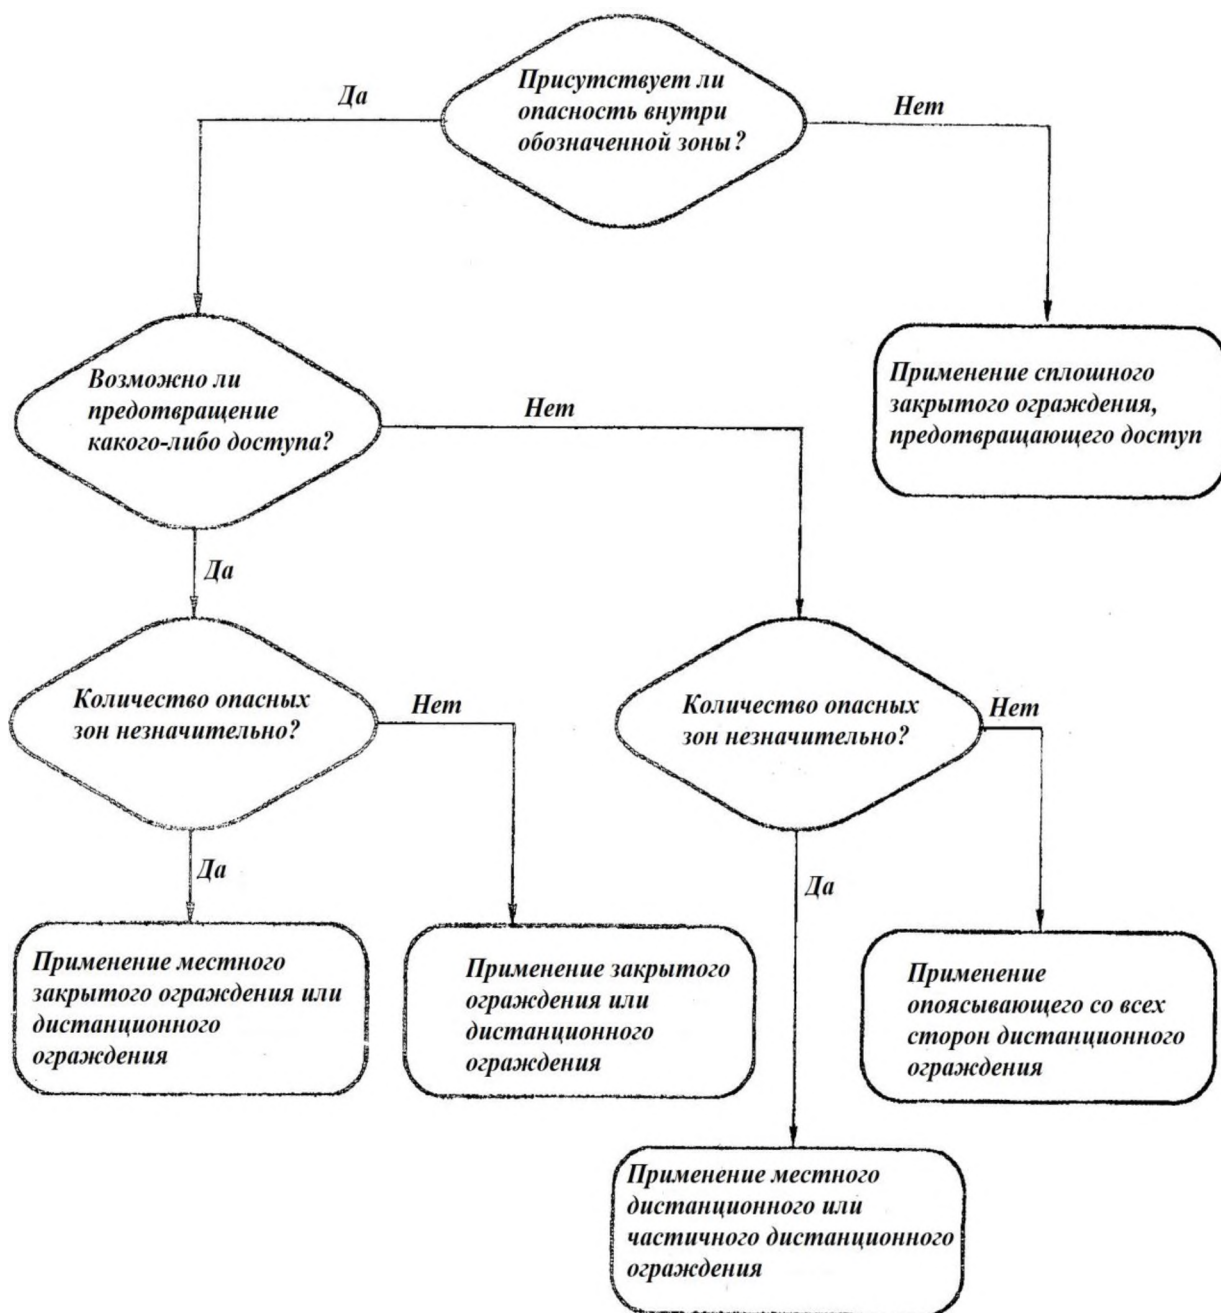 Присутствует ли
опасность внутри
обозначенной зоны?
Да
Нет
Возможно ли
предотвращение
какого-либо доступа?
Нет
Применение сплошного
закрытого ограждения,
предотвращающего доступ
Да
Количество опасных
зон незначительно?
Нет
Количество опасных
зон незначительно?
Нет
Да
Да
Применение местного
закрытого ограждения или
дистанционного
ограждения
Применение закрытого
ограждения или
дистанционного
ограждения
Применение
опоясывающего со всех
сторон дистанционного
ограждения
Применение местного
дистанционного или
частичного дистанционного
ограждения